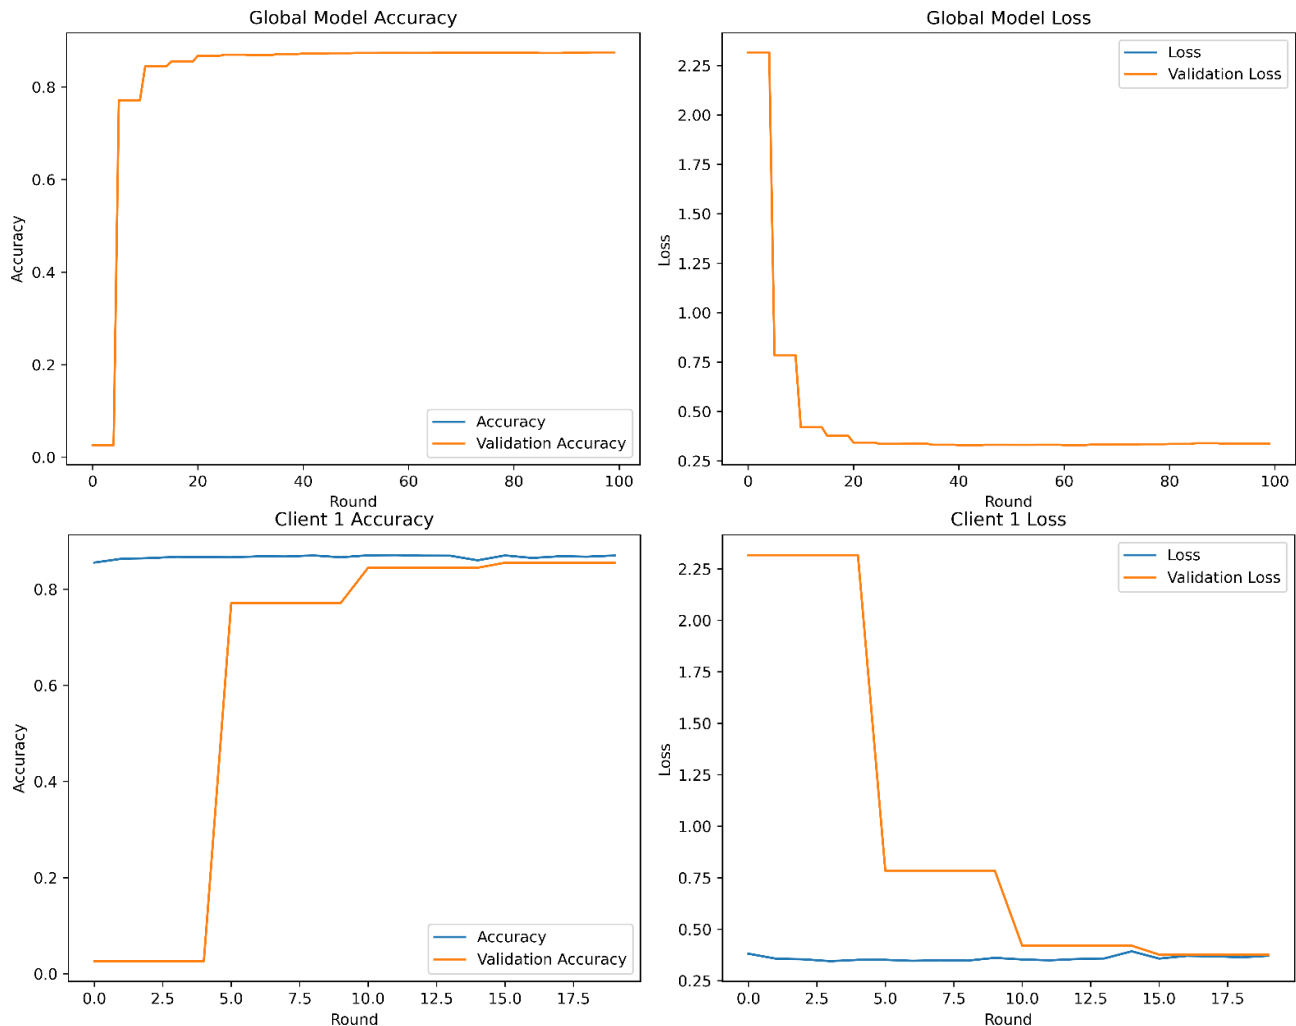 Global Model Accuracy
Accuracy
0.8
0.6
0.4
0.2
0.0
0 20 40 60 80 100
Round
Accuracy
Validation Accuracy
Global Model Loss
Loss
2.25
2.00
1.75
1.50
1.25
1.00
0.75
0.50
0.25
0 20 40 60 80 100
Round
Loss
Validation Loss
Client 1 Accuracy
Accuracy
0.8
0.6
0.4
0.2
0.0
0.0 2.5 5.0 7.5 10.0 12.5 15.0 17.5
Round
Accuracy
Validation Accuracy
Client 1 Loss
Loss
2.25
2.00
1.75
1.50
1.25
1.00
0.75
0.50
0.25
0.0 2.5 5.0 7.5 10.0 12.5 15.0 17.5
Round
Loss
Validation Loss